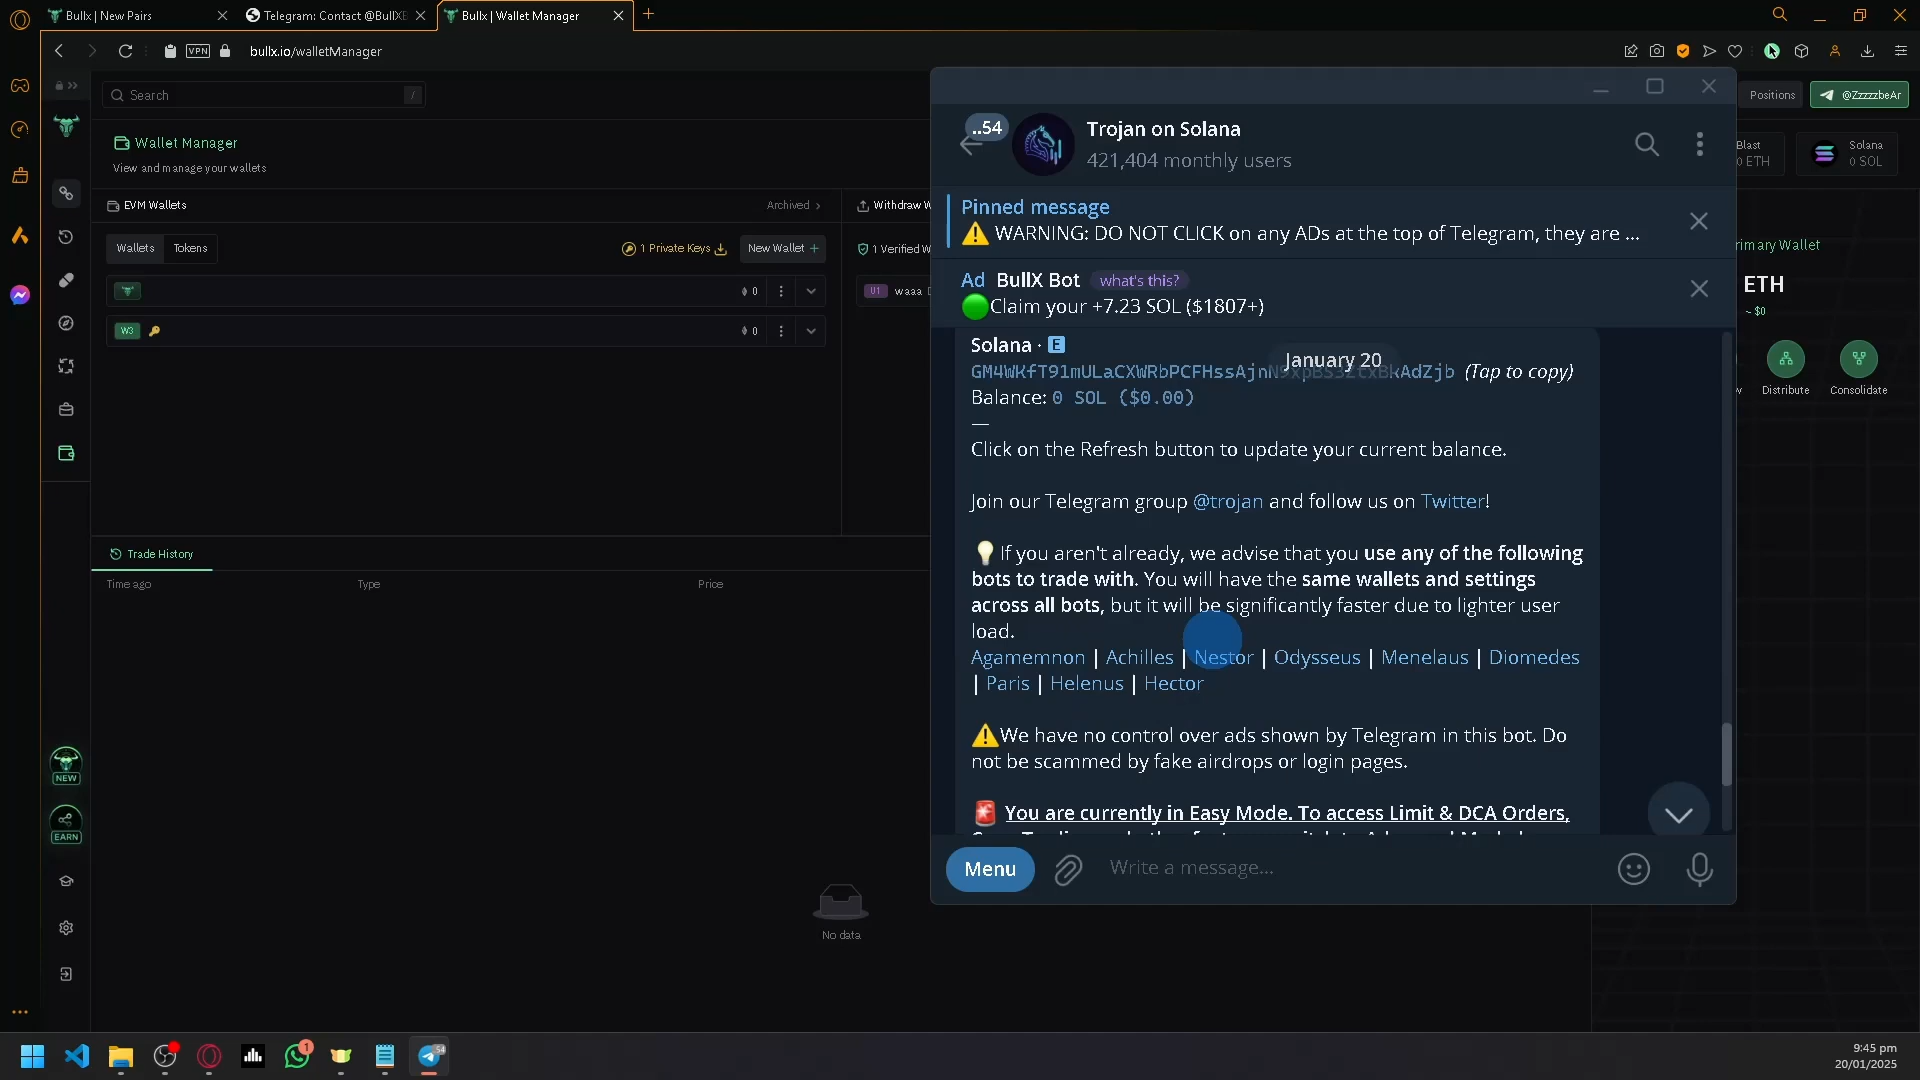 Bullx | New Pairs
Telegram: Contact @BullXB
Bullx | Wallet Manager
VPN
bullx.io/walletManager
Search
/
Positions
@ZzzzzbeAr
Wallet Manager
View and manage your wallets
Blast
0 ETH
Solana
0 SOL
EVM Wallets
Archived
Withdraw W
Wallets
Tokens
1 Private Keys
New Wallet +
1 Verified W
0
U1
waaa
W3
0
rimary Wallet
ETH
~ $0
w
Distribute
Consolidate
Trade History
Time ago
Type
Price
No data
NEW
EARN
..54
Trojan on Solana
421,404 monthly users
Pinned message
⚠️ WARNING: DO NOT CLICK on any ADs at the top of Telegram, they are ...
Ad BullX Bot what's this?
🟢Claim your +7.23 SOL ($1807+)
January 20
Solana · E
(Tap to copy)
Balance: 0 SOL ($0.00)
—
Click on the Refresh button to update your current balance.
Join our Telegram group @trojan and follow us on Twitter!
💡If you aren't already, we advise that you use any of the following
bots to trade with. You will have the same wallets and settings
across all bots, but it will be significantly faster due to lighter user
load.
Agamemnon | Achilles | Nestor | Odysseus | Menelaus | Diomedes
| Paris | Helenus | Hector
⚠️We have no control over ads shown by Telegram in this bot. Do
not be scammed by fake airdrops or login pages.
🚨 You are currently in Easy Mode. To access Limit & DCA Orders,
Menu
Write a message...
1
54
9:45 pm
20/01/2025